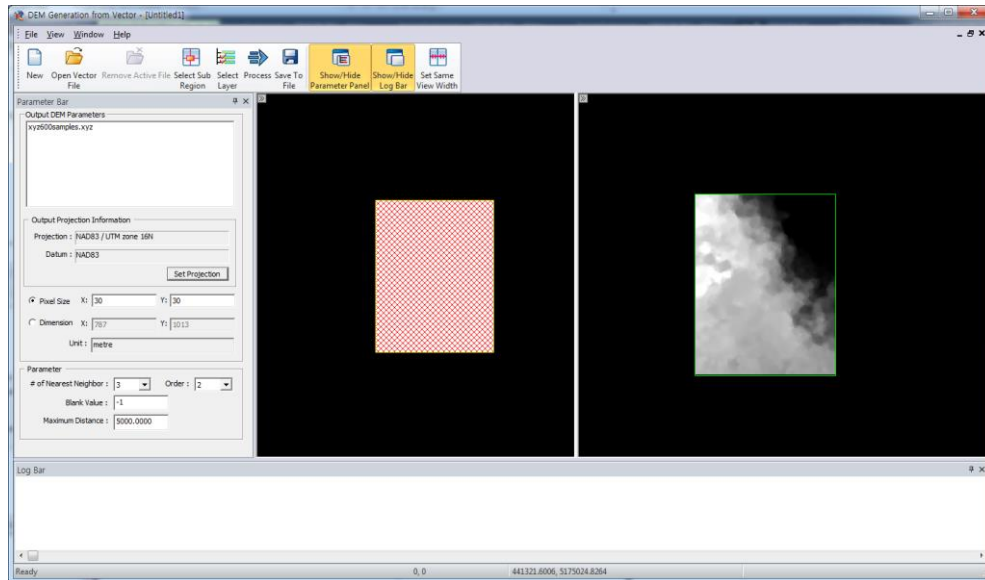 DEM Generation from Vector - [Untitled1]
File View Window Help
New Open Vector File Remove Active File Select Sub Region Select Layer Process Save To File Show/Hide Parameter Panel Show/Hide Log Bar Set Same View Width
Parameter Bar
Output DEM Parameters
xyz600samples.xyz
Output Projection Information
Projection : NAD83 / UTM zone 16N
Datum : NAD83
Set Projection
Pixel Size X: 30 Y: 30
Dimension X: 787 Y: 1013
Unit : metre
Parameter
# of Nearest Neighbor : 3 Order : 2
Blank Value : -1
Maximum Distance : 5000.0000
Log Bar
Ready 0, 0 441321.6006, 5175024.8264